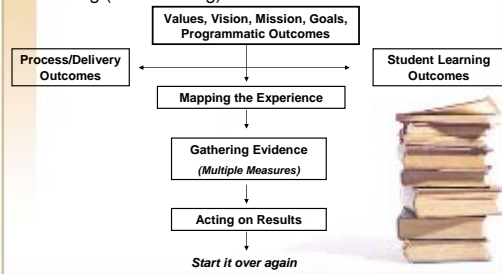 Values, Vision, Mission, Goals,
Programmatic Outcomes
Process/Delivery
Outcomes
Student Learning
Outcomes
Mapping the Experience
Gathering Evidence
(Multiple Measures)
Acting on Results
Start it over again